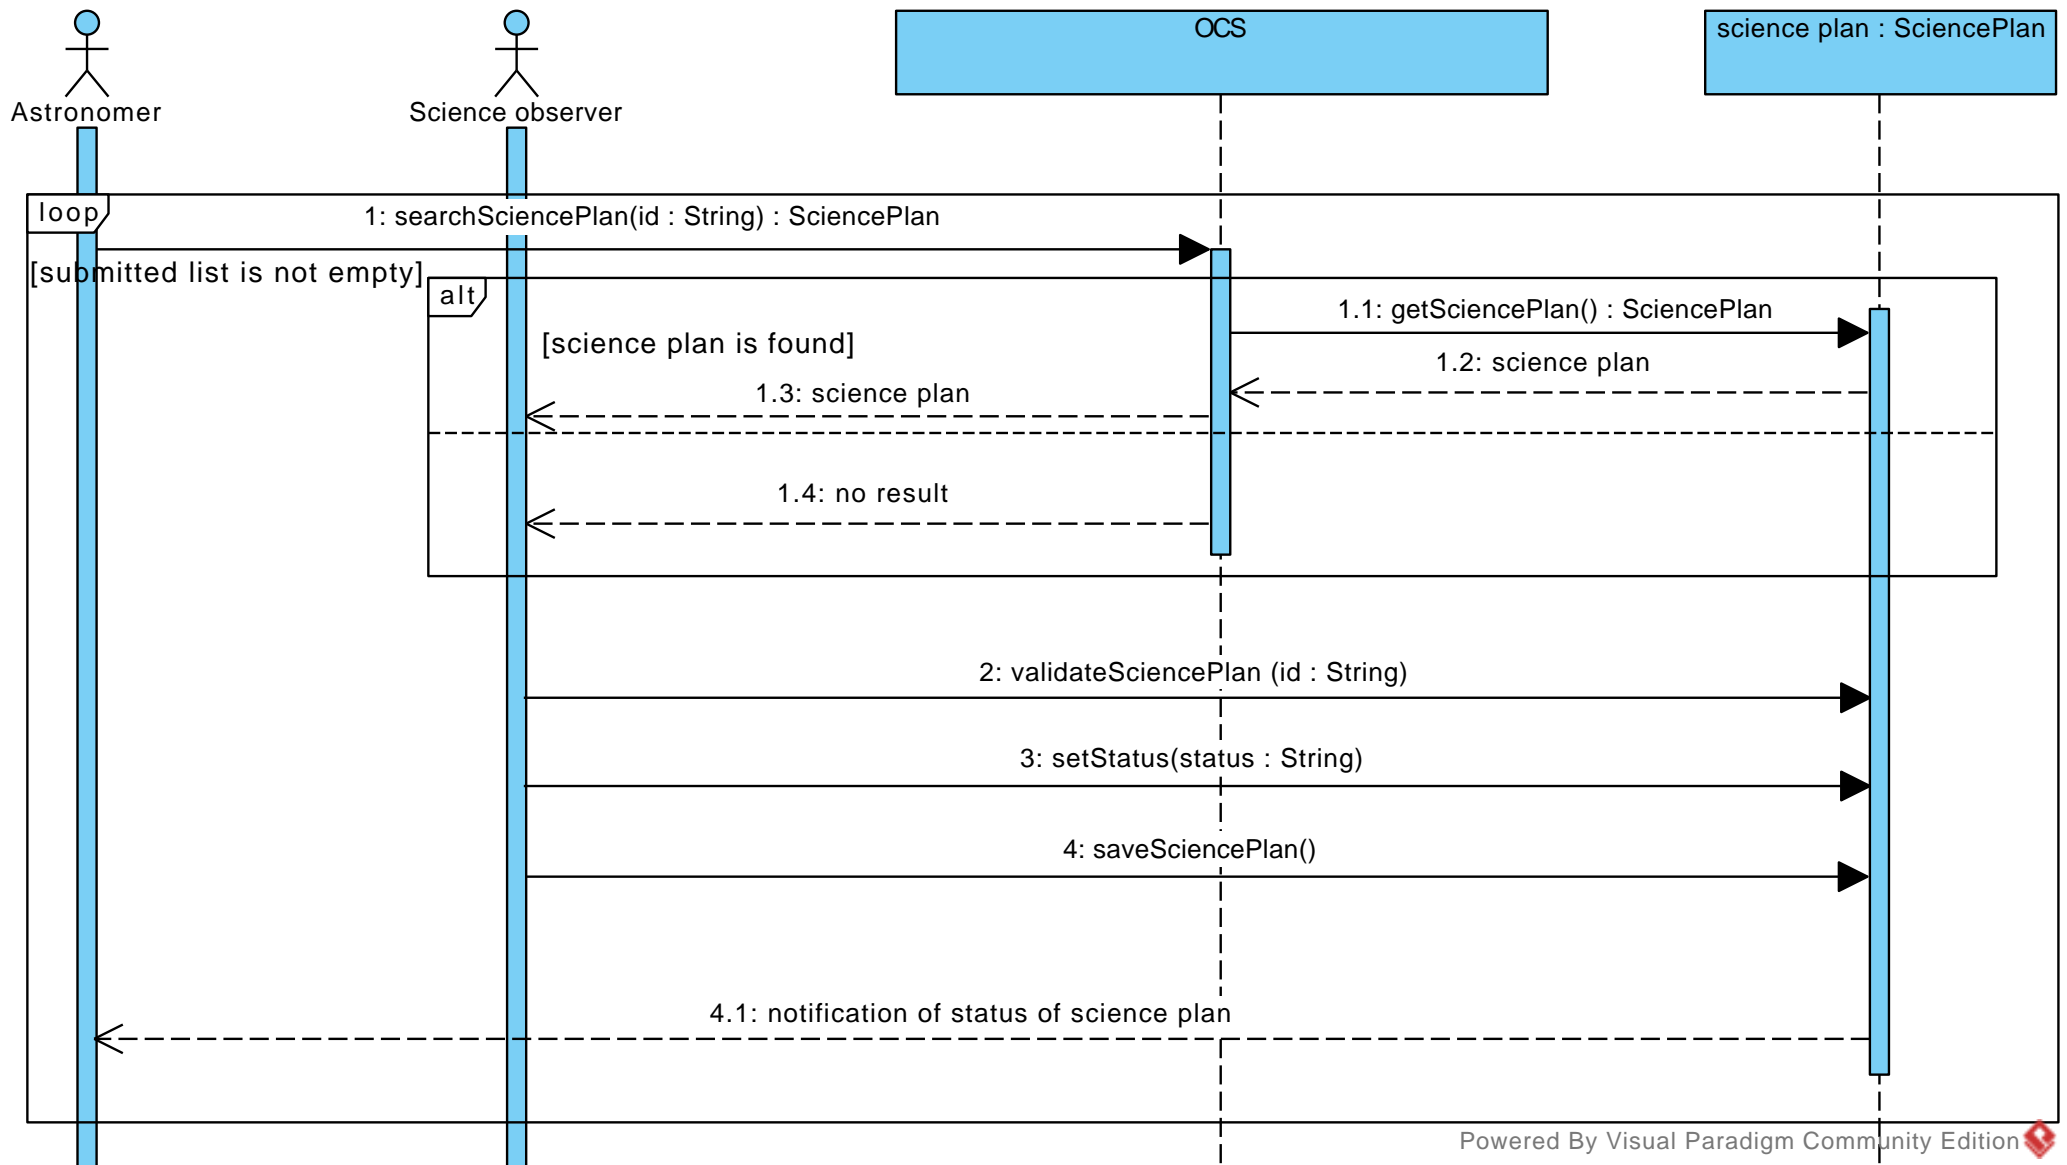 OCS
science plan : SciencePlan
Astronomer
Science observer
loop
1: searchSciencePlan(id : String) : SciencePlan
[submitted list is not empty]
alt
1.1: getSciencePlan() : SciencePlan
[science plan is found]
1.2: science plan
1.3: science plan
1.4: no result
2: validateSciencePlan (id : String)
3: setStatus(status : String)
4: saveSciencePlan()
4.1: notification of status of science plan
Powered By Visual Paradigm Community Edition